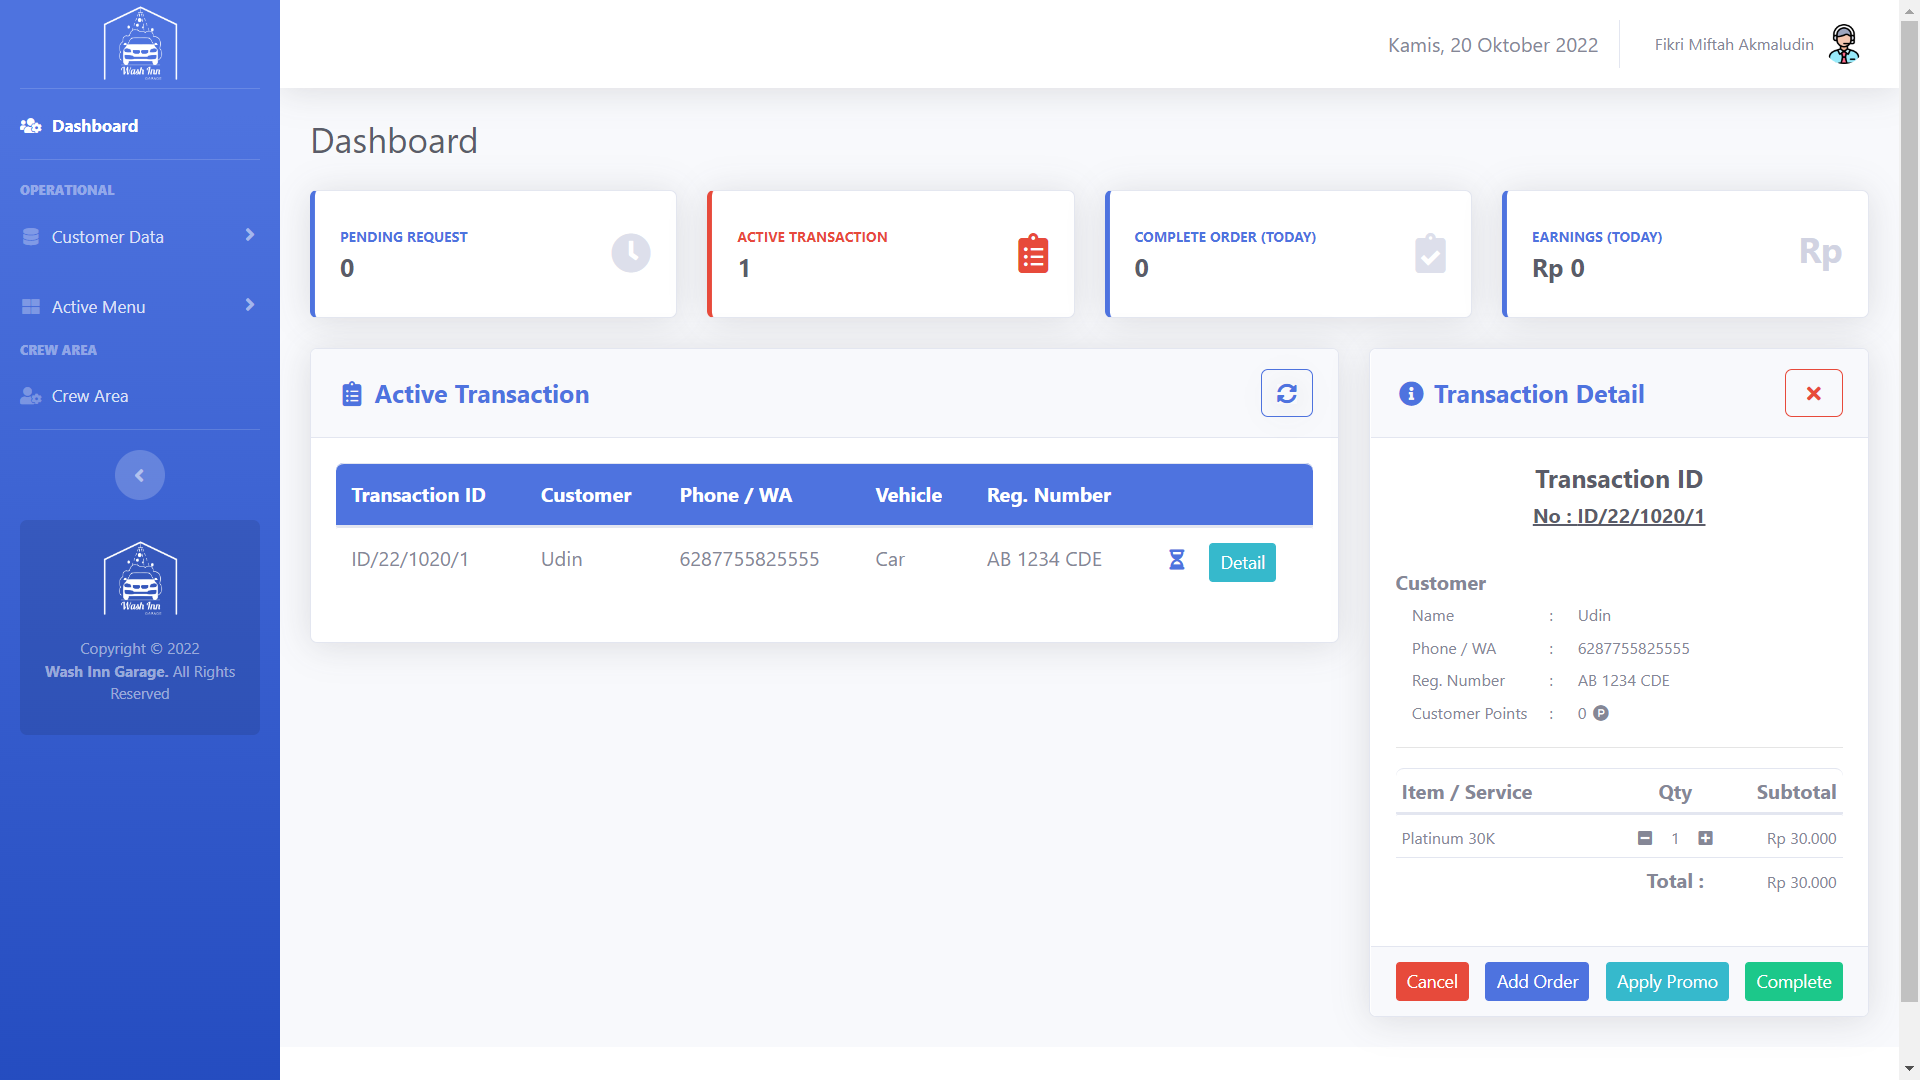 Wash Inn
Dashboard
OPERATIONAL
Customer Data
Active Menu
CREW AREA
Crew Area
Wash Inn
Copyright © 2022
Wash Inn Garage. All Rights
Reserved
Kamis, 20 Oktober 2022
Fikri Miftah Akmaludin
Dashboard
PENDING REQUEST
0
ACTIVE TRANSACTION
1
COMPLETE ORDER (TODAY)
0
EARNINGS (TODAY)
Rp 0
Rp
Active Transaction
Transaction ID Customer Phone / WA Vehicle Reg. Number
ID/22/1020/1 Udin 6287755825555 Car AB 1234 CDE Detail
Transaction Detail
Transaction ID
No : ID/22/1020/1
Customer
Name : Udin
Phone / WA : 6287755825555
Reg. Number : AB 1234 CDE
Customer Points : 0 P
Item / Service Qty Subtotal
Platinum 30K 1 Rp 30.000
Total : Rp 30.000
Cancel Add Order Apply Promo Complete